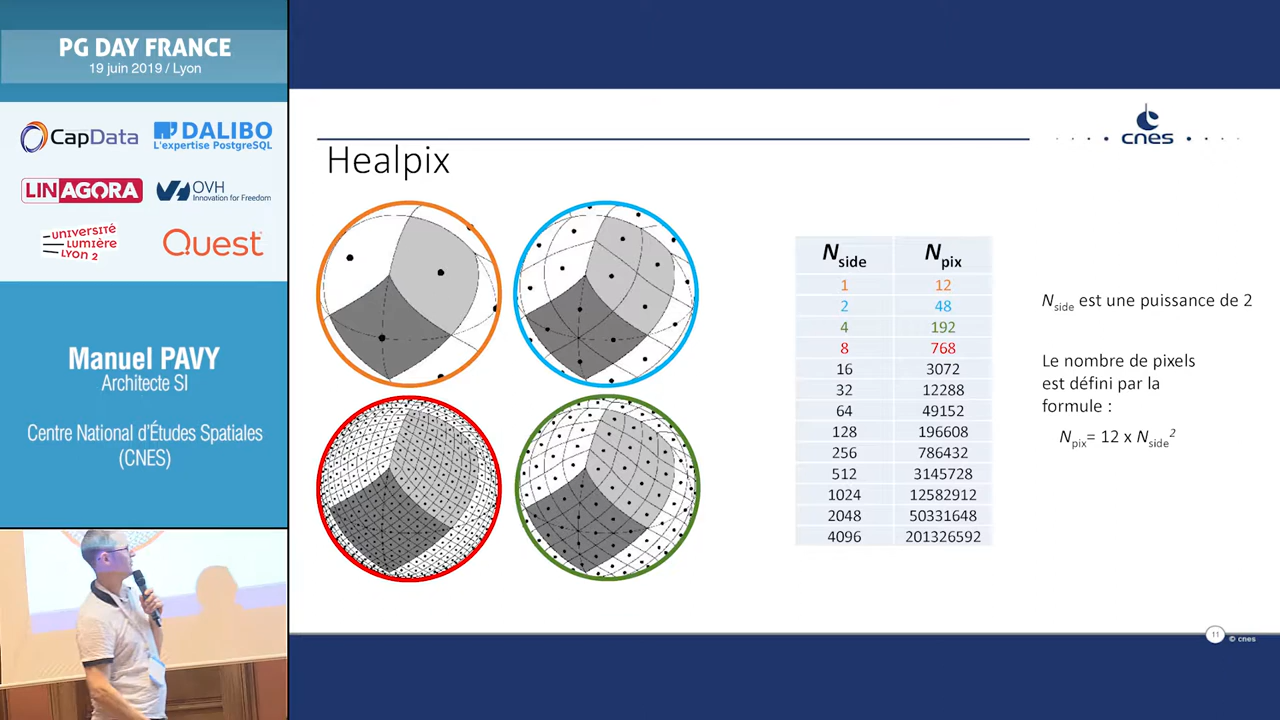 PG DAY FRANCE
19 juin 2019 / Lyon
CapData
DALIBO
L'expertise PostgreSQL
LINAGORA
OVH
Innovation for Freedom
UNIVERSITÉ
LUMIÈRE
LYON 2
Quest
Manuel PAVY
Architecte SI
Centre National d'Études Spatiales
(CNES)
cnes
Healpix
Nside Npix
1 12
2 48
4 192
8 768
16 3072
32 12288
64 49152
128 196608
256 786432
512 3145728
1024 12582912
2048 50331648
4096 201326592
Nside est une puissance de 2
Le nombre de pixels
est défini par la
formule :
Npix= 12 x Nside²
11
© cnes